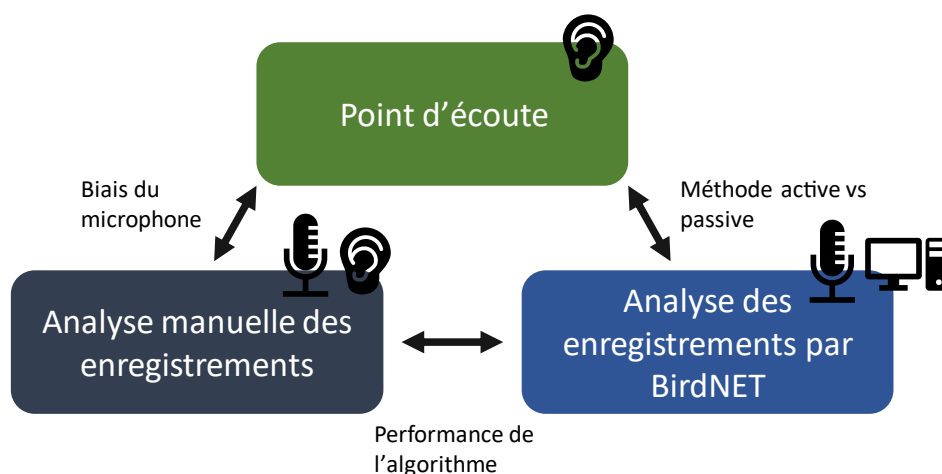 Point d’écoute
Biais du
microphone
Méthode active vs
passive
Analyse manuelle des
enregistrements
Analyse des
enregistrements par
BirdNET
Performance de
l’algorithme